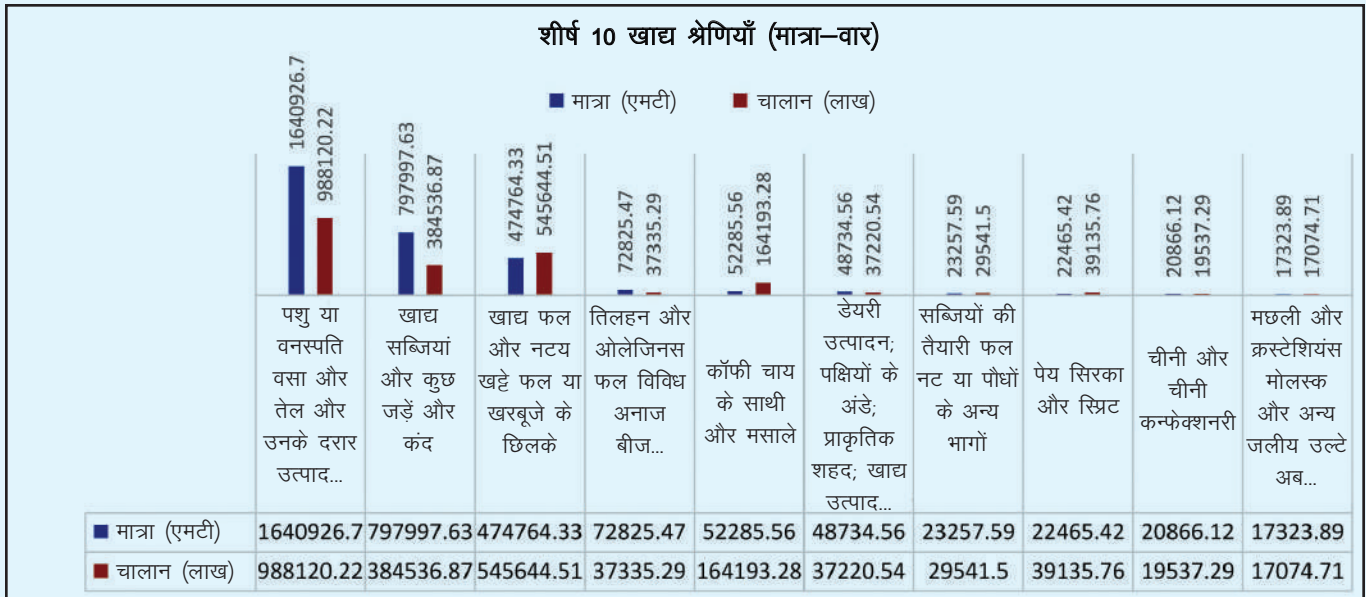 शीर्ष 10 खाद्य श्रेणियाँ (मात्रा–वार)
मात्रा (एमटी) चालान (लाख)
1640926.7
988120.22
797997.63
384536.87
474764.33
545644.51
72825.47
37335.29
52285.56
164193.28
48734.56
37220.54
23257.59
29541.5
22465.42
39135.76
20866.12
19537.29
17323.89
17074.71
पशु या
वनस्पति
वसा और
तेल और
उनके दरार
उत्पाद...
खाद्य
सब्जियां
और कुछ
जड़ें और
कंद
खाद्य फल
और नटय
खट्टे फल या
खरबूजे के
छिलके
तिलहन और
ओलेजिनस
फल विविध
अनाज
बीज...
कॉफी चाय
के साथी
और मसाले
डेयरी
उत्पादन;
पक्षियों के
अंडे;
प्राकृतिक
शहद; खाद्य
उत्पाद...
सब्जियों की
तैयारी फल
नट या पौधों
के अन्य
भागों
पेय सिरका
और स्प्रिट
चीनी और
चीनी
कन्फेक्शनरी
मछली और
क्रस्टेशियंस
मोलस्क
और अन्य
जलीय उल्टे
अब...
मात्रा (एमटी) 1640926.7 797997.63 474764.33 72825.47 52285.56 48734.56 23257.59 22465.42 20866.12 17323.89
चालान (लाख) 988120.22 384536.87 545644.51 37335.29 164193.28 37220.54 29541.5 39135.76 19537.29 17074.71